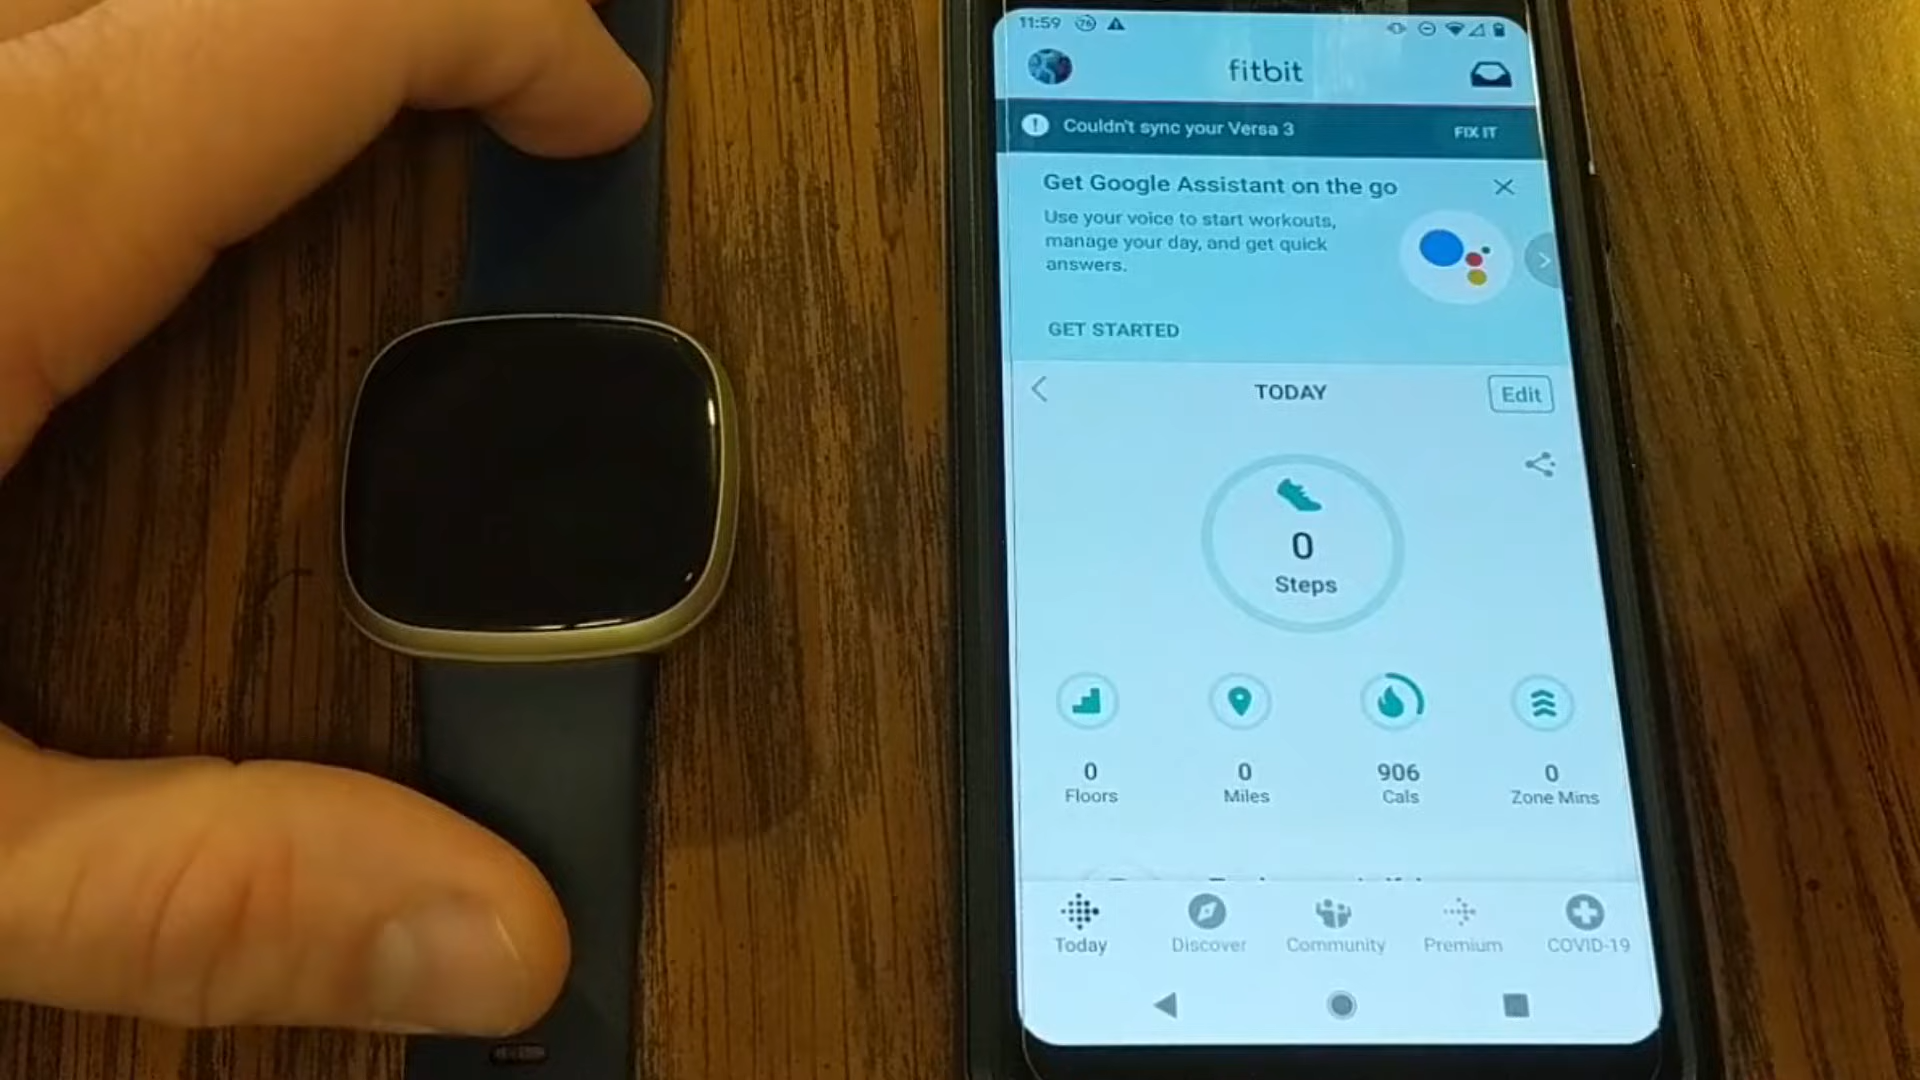 11:59 76
fitbit
Couldn't sync your Versa 3 FIX IT
Get Google Assistant on the go
Use your voice to start workouts,
manage your day, and get quick
answers.
GET STARTED
TODAY Edit
0
Steps
0 0 906 0
Floors Miles Cals Zone Mins
Today Discover Community Premium COVID-19